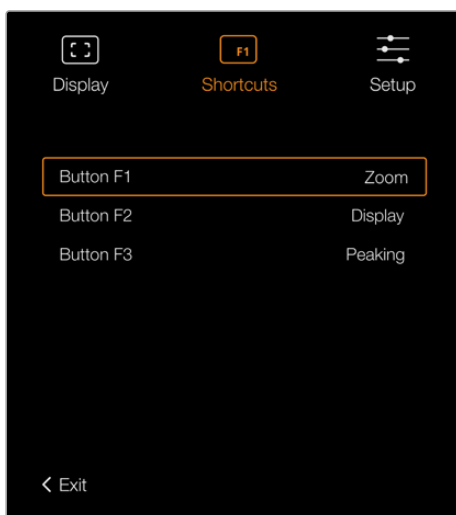 F1
Display Shortcuts Setup
Button F1 Zoom
Button F2 Display
Button F3 Peaking
Exit